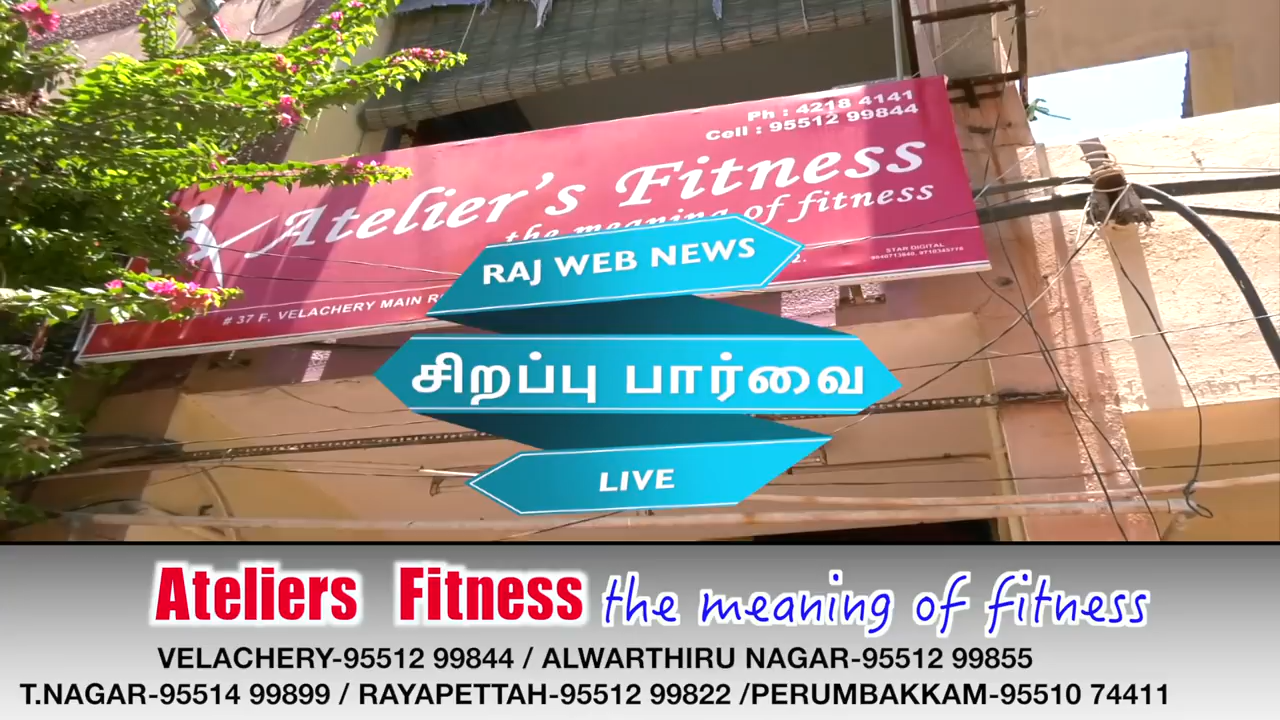 Ph : 4218 4141
Cell : 95512 99844
Atelier's Fitness
the meaning of fitness
# 37 F, VELACHERY MAIN
STAR DIGITAL
RAJ WEB NEWS
சிறப்பு பார்வை
LIVE
Ateliers Fitness the meaning of fitness
VELACHERY-95512 99844 / ALWARTHIRU NAGAR-95512 99855
T.NAGAR-95514 99899 / RAYAPETTAH-95512 99822 /PERUMBAKKAM-95510 74411